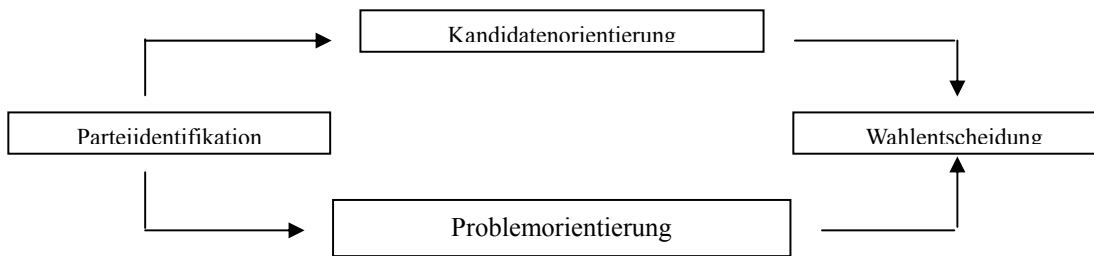 Kandidatenorientierung
Parteiidentifikation
Wahlentscheidung
Problemorientierung